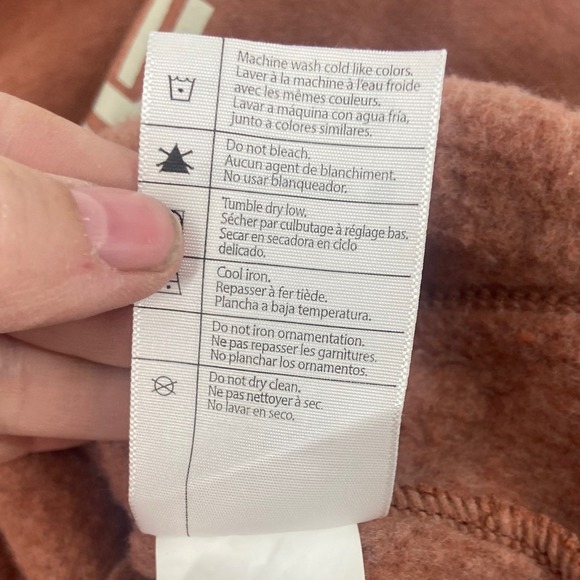 Machine wash cold like colors.
Laver à la machine à l'eau froide
avec les mêmes couleurs.
Lavar a máquina con agua fría,
junto a colores similares.
Do not bleach.
Aucun agent de blanchiment.
No usar blanqueador.
Tumble dry low.
Sécher par culbutage à réglage bas.
Secar en secadora en ciclo
delicado.
Cool iron.
Repasser à fer tiède.
Plancha a baja temperatura.
Do not iron ornamentation.
Ne pas repasser les garnitures.
No planchar los ornamentos.
Do not dry clean.
Ne pas nettoyer à sec.
No lavar en seco.